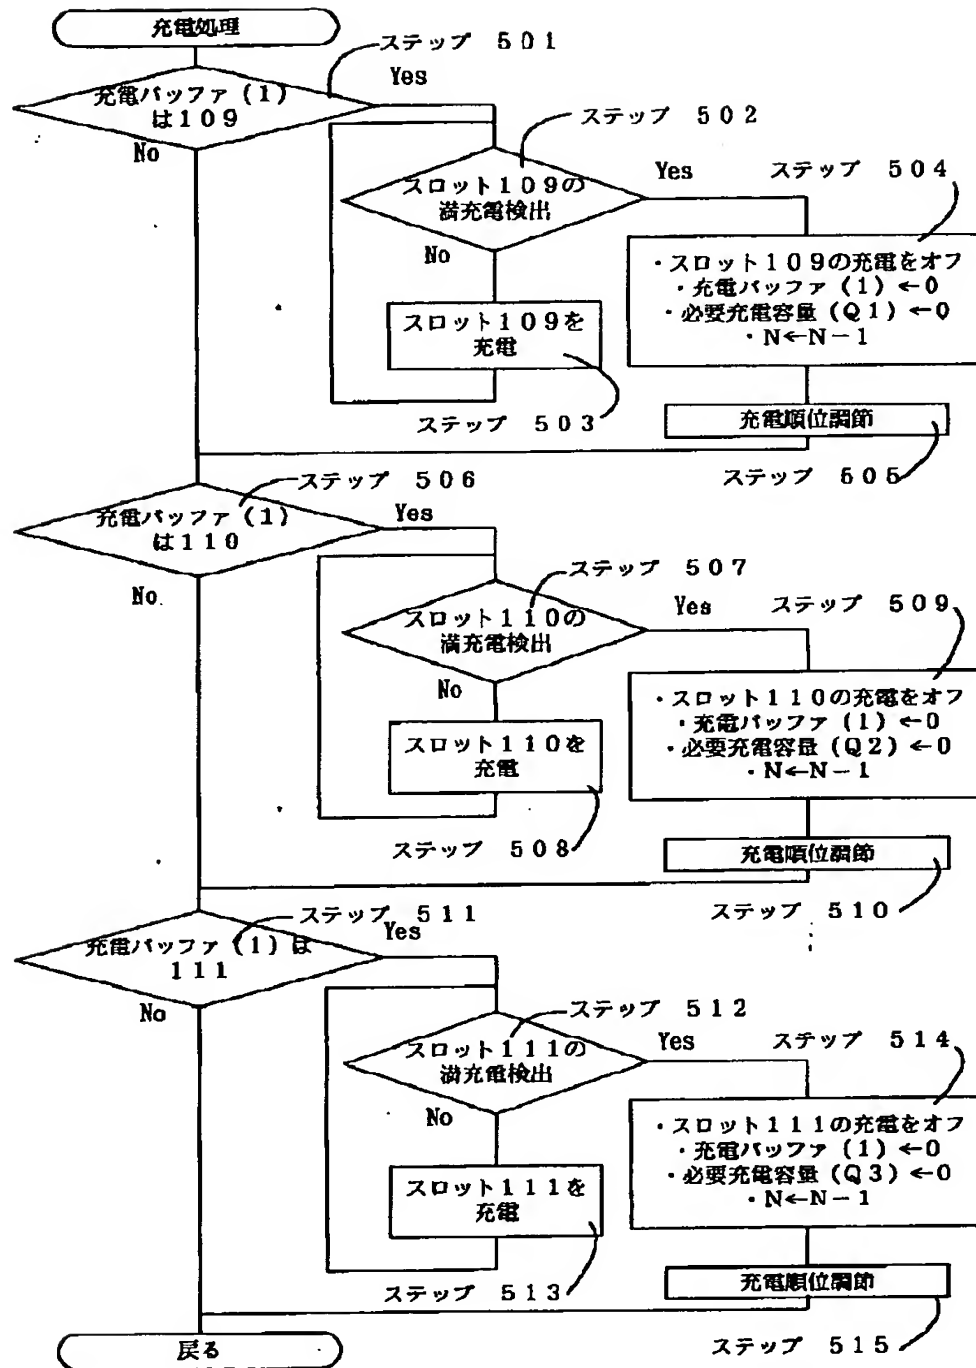 充電処理
ステップ 501
充電バッファ(1)
は109
Yes
No
ステップ 502
スロット109の
満充電検出
Yes
No
ステップ 504
・スロット109の充電をオフ
・充電バッファ(1)←0
・必要充電容量(Q1)←0
・N←N-1
スロット109を
充電
ステップ 503
充電順位調節
ステップ 505
ステップ 506
充電バッファ(1)
は110
Yes
No
ステップ 507
スロット110の
満充電検出
Yes
No
ステップ 509
・スロット110の充電をオフ
・充電バッファ(1)←0
・必要充電容量(Q2)←0
・N←N-1
スロット110を
充電
ステップ 508
充電順位調節
ステップ 510
ステップ 511
充電バッファ(1)は
111
Yes
No
ステップ 512
スロット111の
満充電検出
Yes
No
ステップ 514
・スロット111の充電をオフ
・充電バッファ(1)←0
・必要充電容量(Q3)←0
・N←N-1
スロット111を
充電
ステップ 513
充電順位調節
ステップ 515
戻る